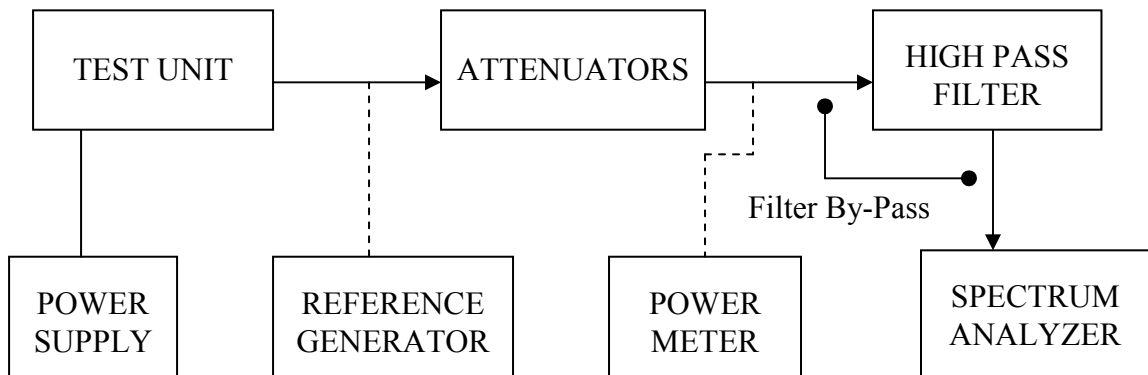 TEST UNIT
ATTENUATORS
HIGH PASS
FILTER
Filter By-Pass
POWER
SUPPLY
REFERENCE
GENERATOR
POWER
METER
SPECTRUM
ANALYZER